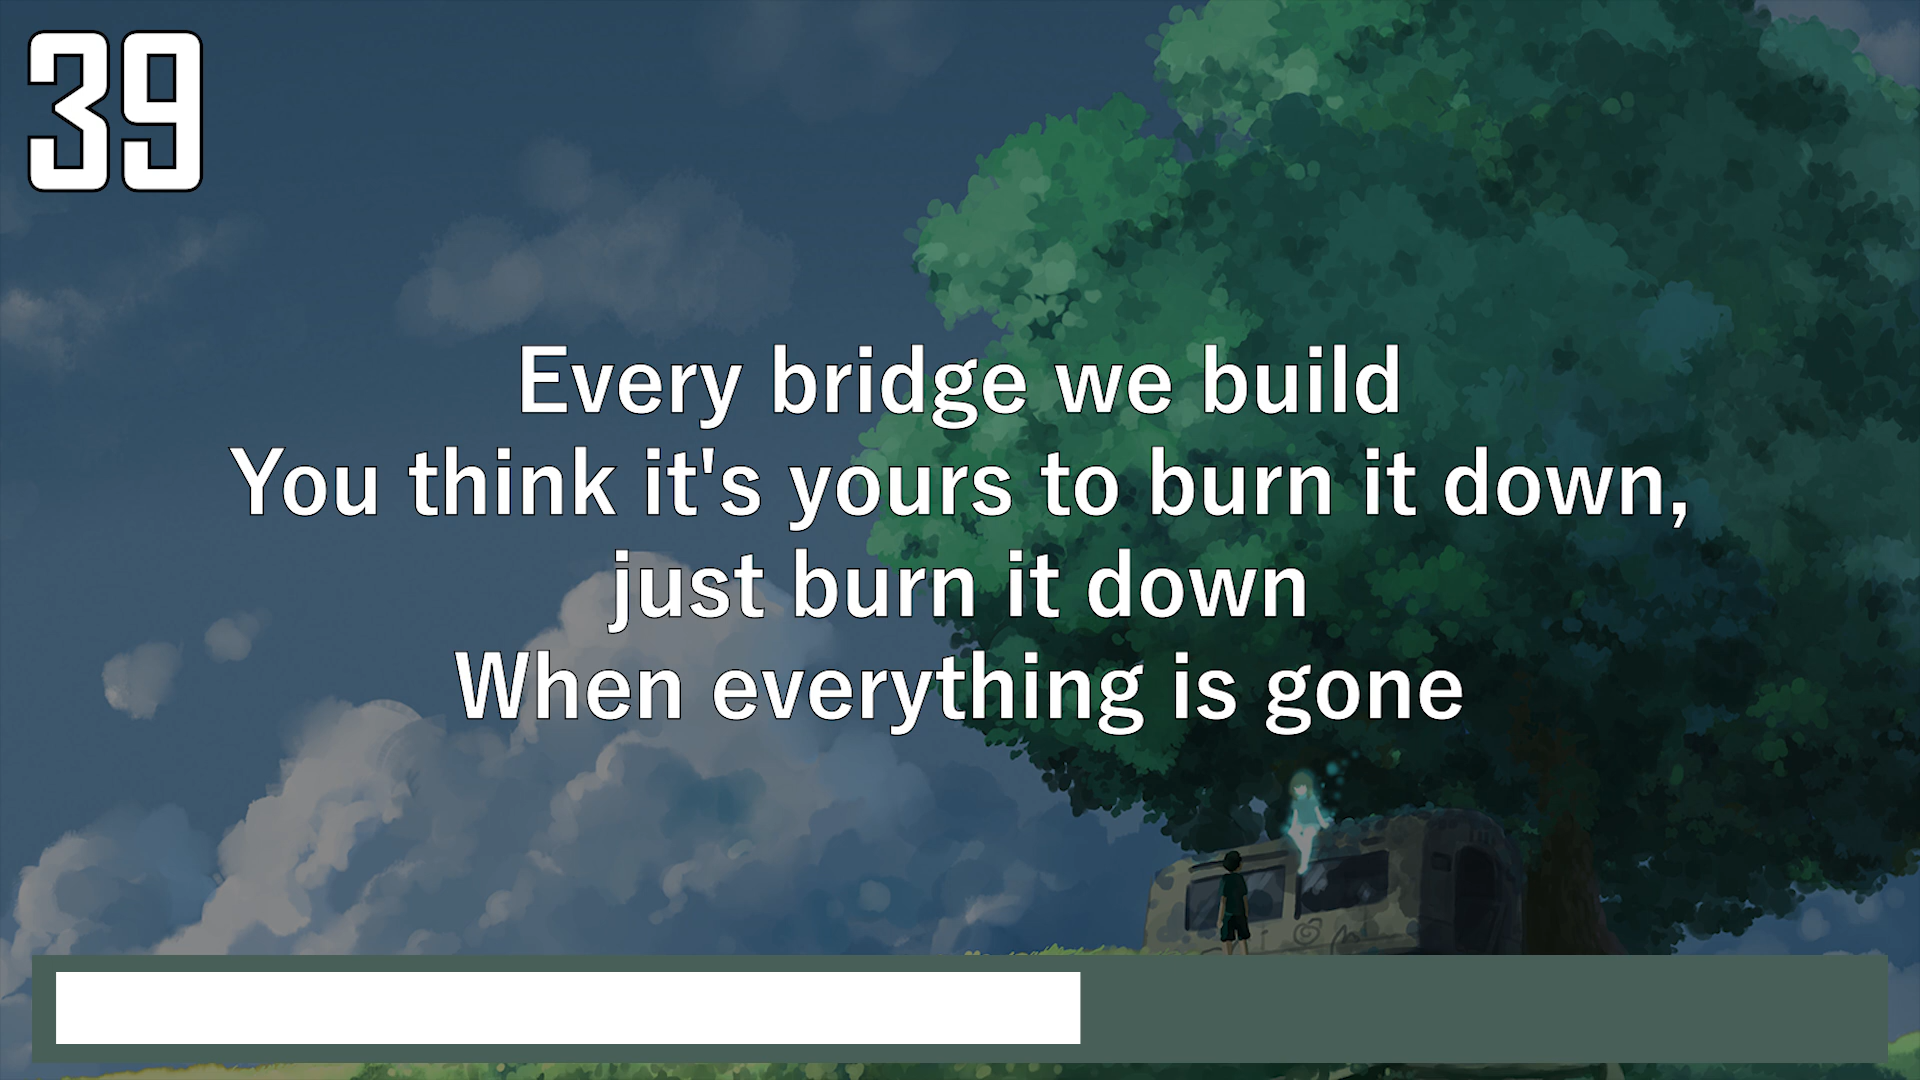 39
Every bridge we build
You think it's yours to burn it down,
just burn it down
When everything is gone